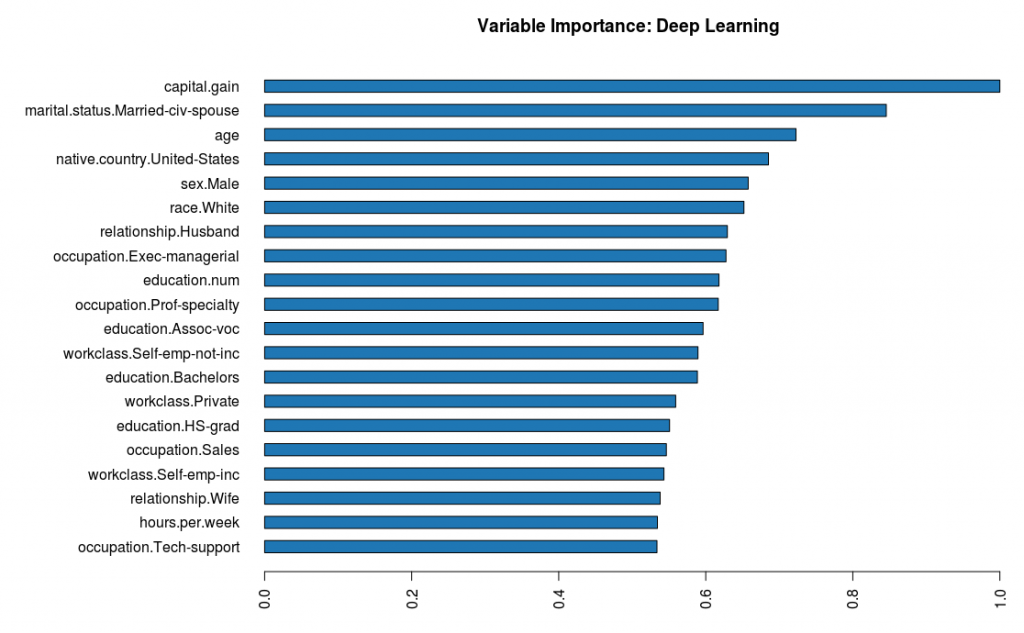 Variable Importance: Deep Learning
capital.gain
marital.status.Married-civ-spouse
age
native.country.United-States
sex.Male
race.White
relationship.Husband
occupation.Exec-managerial
education.num
occupation.Prof-specialty
education.Assoc-voc
workclass.Self-emp-not-inc
education.Bachelors
workclass.Private
education.HS-grad
occupation.Sales
workclass.Self-emp-inc
relationship.Wife
hours.per.week
occupation.Tech-support
0.0 0.2 0.4 0.6 0.8 1.0